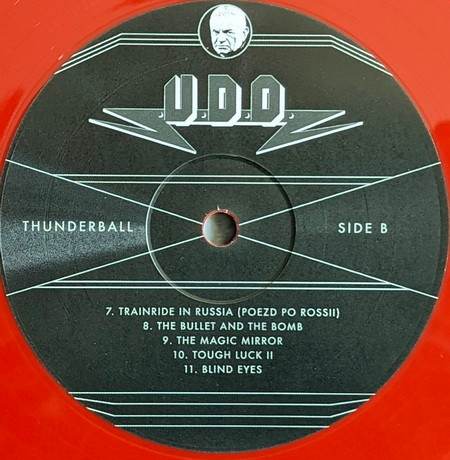 U.D.O.
THUNDERBALL
SIDE B
7. TRAINRIDE IN RUSSIA (POEZD PO ROSSII)
8. THE BULLET AND THE BOMB
9. THE MAGIC MIRROR
10. TOUGH LUCK II
11. BLIND EYES